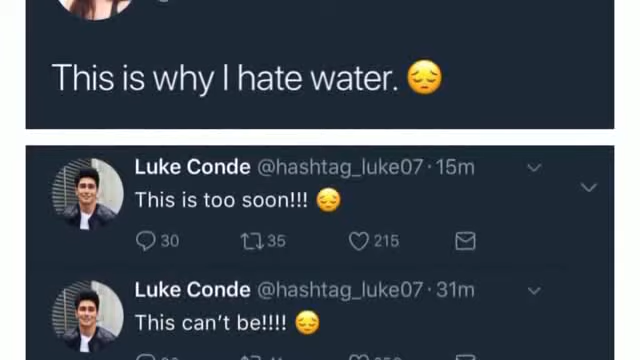 This is why I hate water. 😔
Luke Conde @hashtag_luke07 · 15m
This is too soon!!! 😔
30 35 215
Luke Conde @hashtag_luke07 · 31m
This can't be!!!! 😔